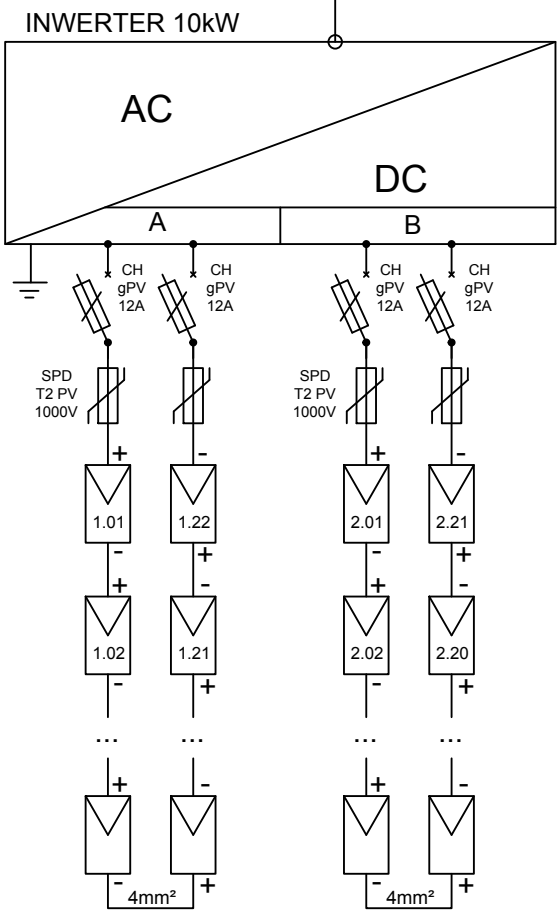 INWERTER 10kW
AC
DC
A
B
CH
gPV
12A
CH
gPV
12A
CH
gPV
12A
CH
gPV
12A
SPD
T2 PV
1000V
SPD
T2 PV
1000V
+ - + -
1.01 1.22 2.01 2.21
- + - +
+ - + -
1.02 1.21 2.02 2.20
- + - +
... ... ... ...
+ - + -
- + - +
4mm² 4mm²